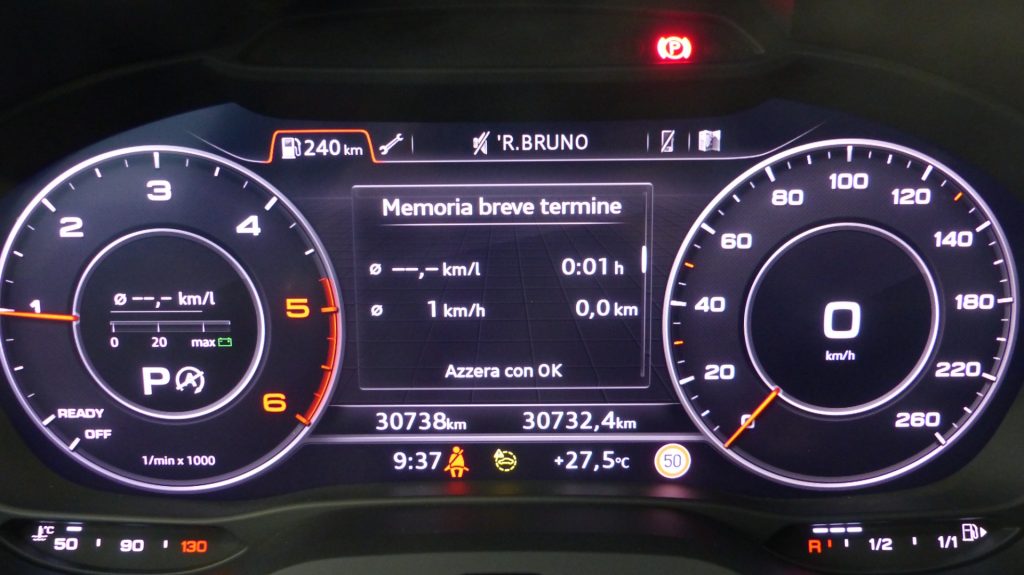 P
240 km
'R.BRUNO
Memoria breve termine
ø --,- km/l 0:01 h
ø 1 km/h 0,0 km
Azzera con OK
30738km 30732,4km
9:37 +27,5°C 50
1 2 3 4 5 6
ø --,- km/l
0 20 max
P A
READY
OFF
1/min x 1000
0 20 40 60 80 100 120 140 180 220 260
0
km/h
°C 50 90 130
R 1/2 1/1